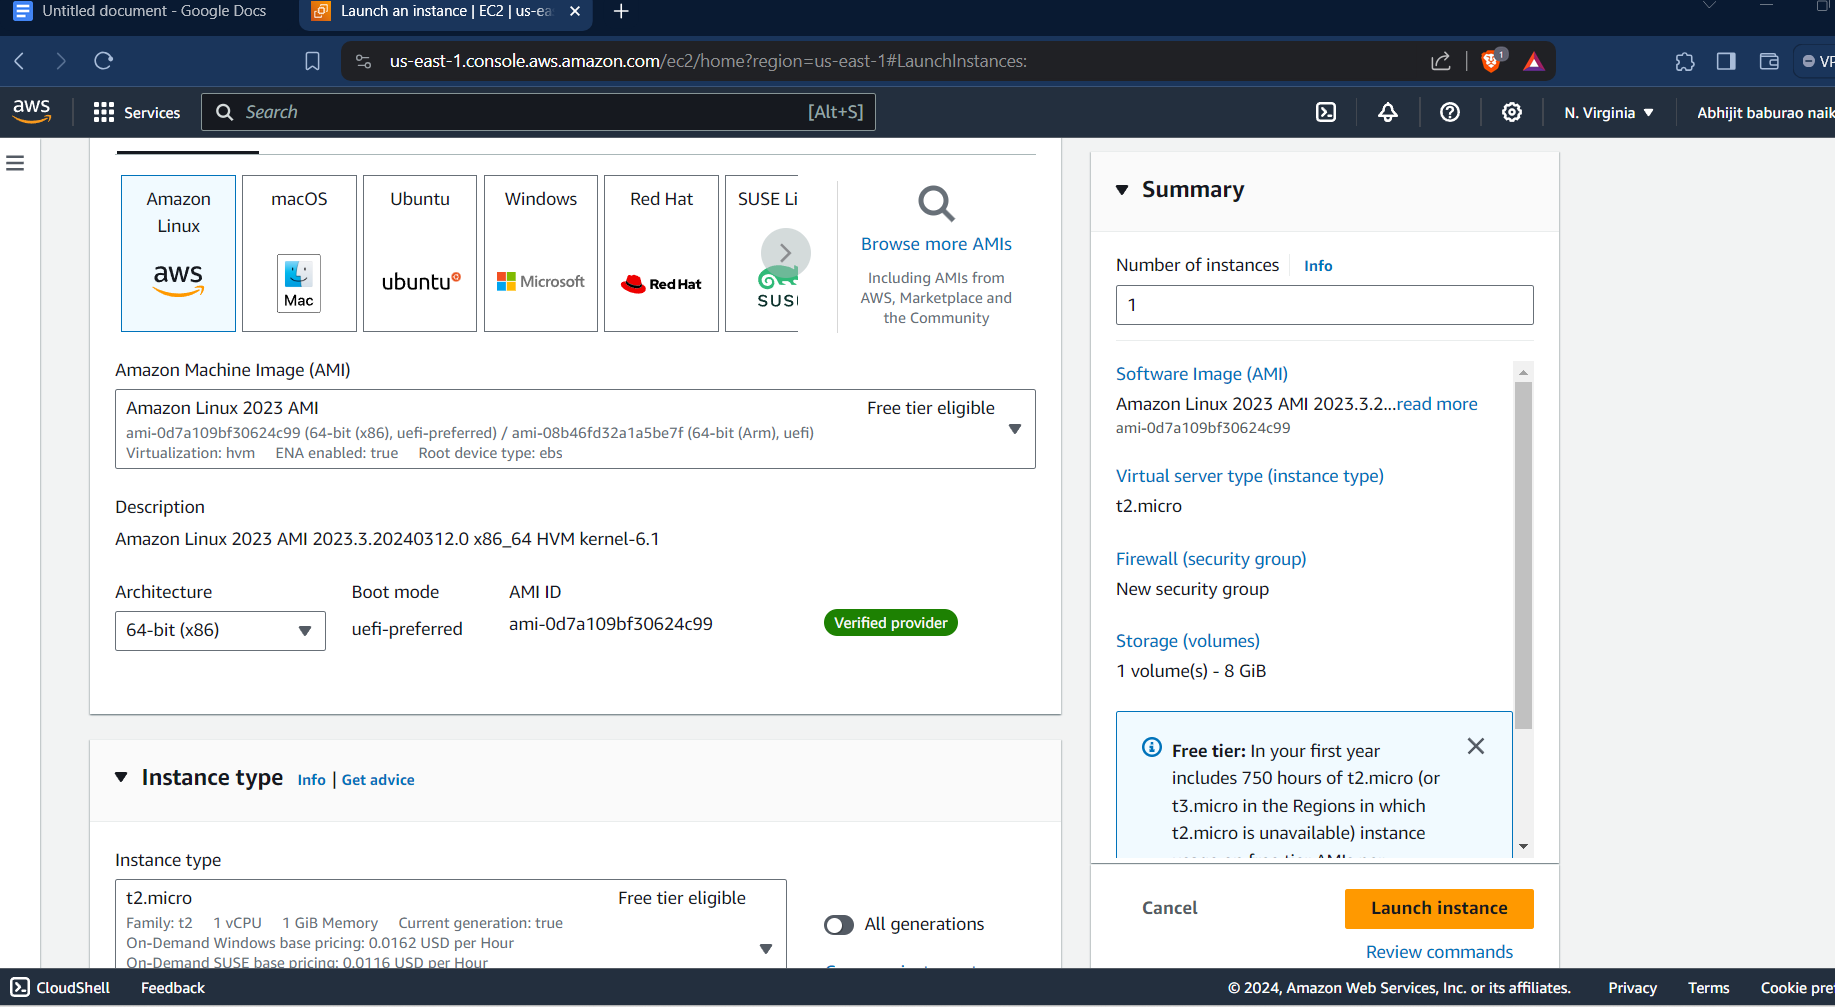 Untitled document - Google Docs
Launch an instance | EC2 | us-ea
us-east-1.console.aws.amazon.com/ec2/home?region=us-east-1#LaunchInstances:
1
VP
aws
Services
Search
[Alt+S]
N. Virginia
Abhijit baburao naik
Amazon Linux
aws
macOS
Mac
Ubuntu
ubuntu
Windows
Microsoft
Red Hat
Red Hat
SUSE Li
SUS
Browse more AMIs
Including AMIs from
AWS, Marketplace and
the Community
Amazon Machine Image (AMI)
Amazon Linux 2023 AMI
Free tier eligible
ami-0d7a109bf30624c99 (64-bit (x86), uefi-preferred) / ami-08b46fd32a1a5be7f (64-bit (Arm), uefi)
Virtualization: hvm ENA enabled: true Root device type: ebs
Description
Amazon Linux 2023 AMI 2023.3.20240312.0 x86_64 HVM kernel-6.1
Architecture
64-bit (x86)
Boot mode
uefi-preferred
AMI ID
ami-0d7a109bf30624c99
Verified provider
Instance type Info | Get advice
Instance type
t2.micro
Free tier eligible
Family: t2 1 vCPU 1 GiB Memory Current generation: true
On-Demand Windows base pricing: 0.0162 USD per Hour
On-Demand SUSE base pricing: 0.0116 USD per Hour
All generations
Summary
Number of instances Info
1
Software Image (AMI)
Amazon Linux 2023 AMI 2023.3.2...read more
ami-0d7a109bf30624c99
Virtual server type (instance type)
t2.micro
Firewall (security group)
New security group
Storage (volumes)
1 volume(s) - 8 GiB
Free tier: In your first year
includes 750 hours of t2.micro (or
t3.micro in the Regions in which
t2.micro is unavailable) instance
Cancel
Launch instance
Review commands
CloudShell
Feedback
© 2024, Amazon Web Services, Inc. or its affiliates.
Privacy
Terms
Cookie pre